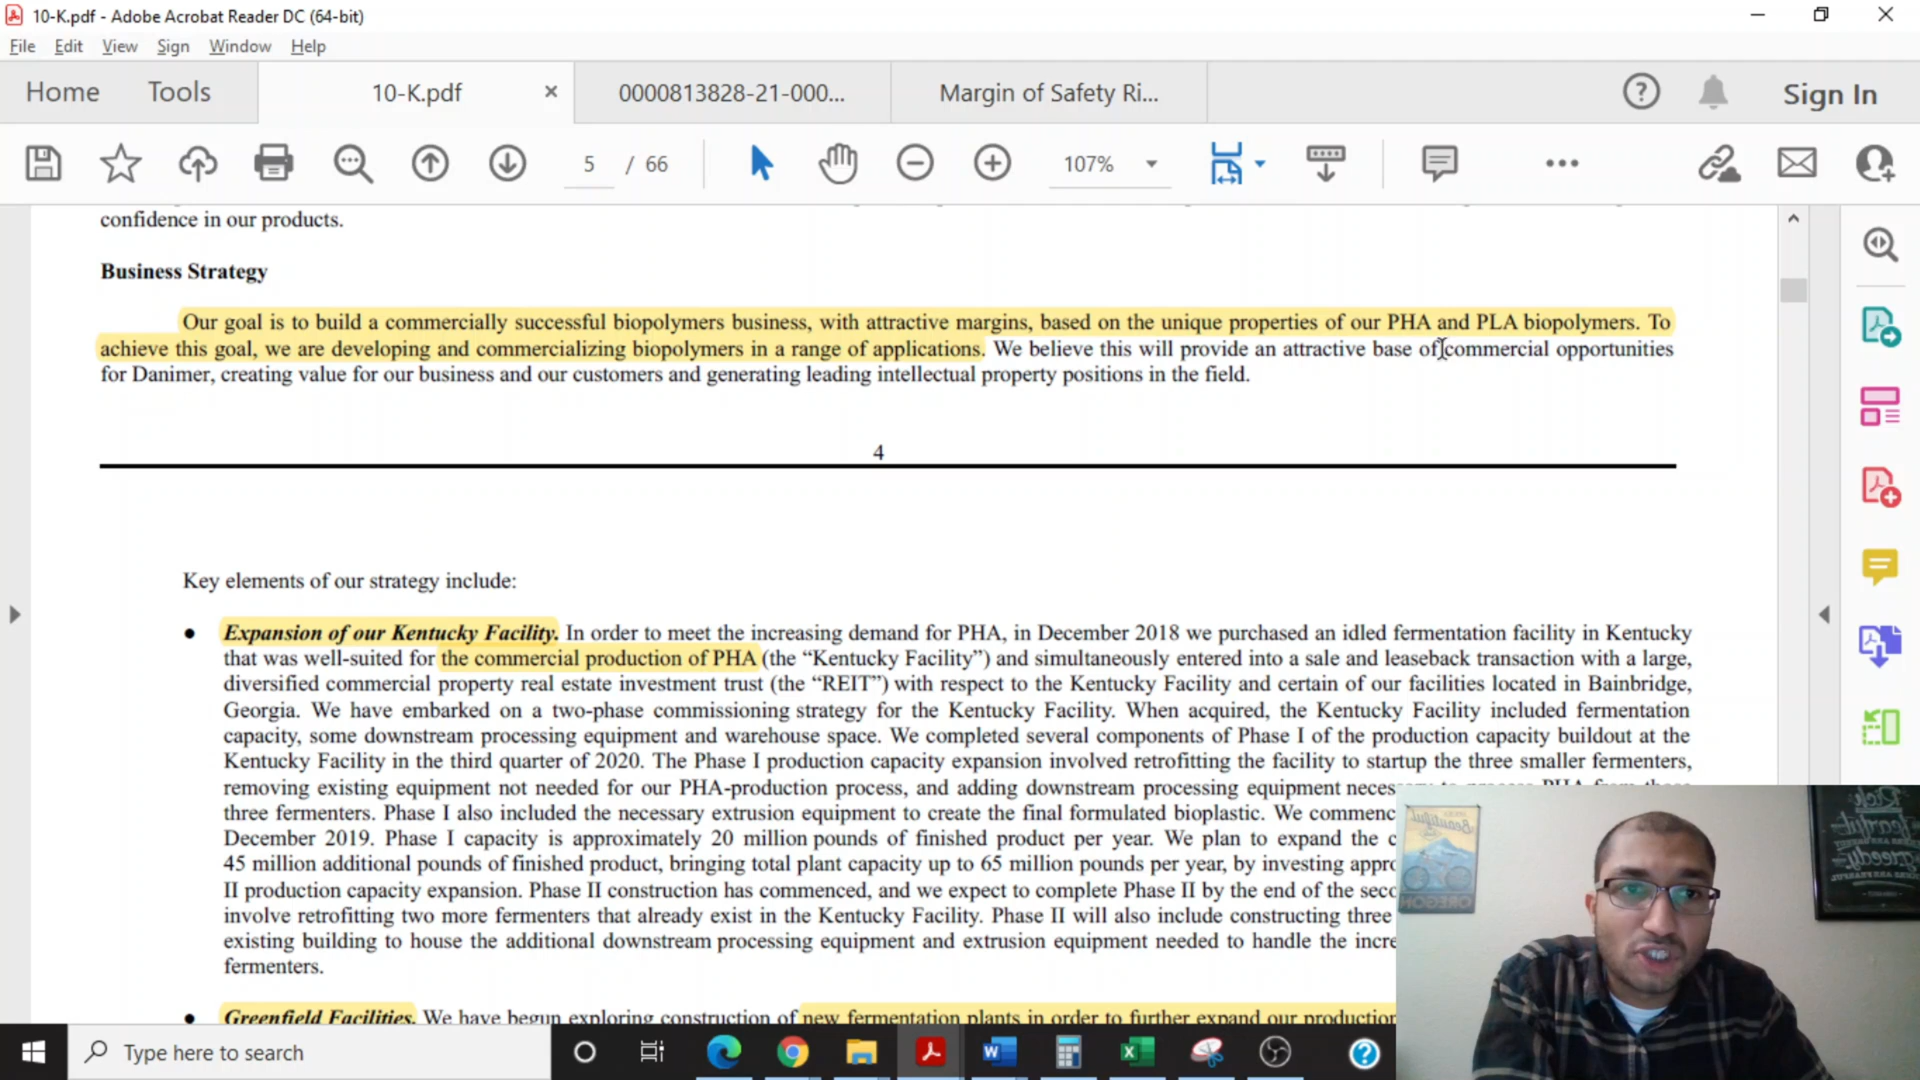 10-K.pdf - Adobe Acrobat Reader DC (64-bit)
File Edit View Sign Window Help
Home Tools 10-K.pdf 0000813828-21-000... Margin of Safety Ri... Sign In
5 / 66 107%
confidence in our products.
Business Strategy
Our goal is to build a commercially successful biopolymers business, with attractive margins, based on the unique properties of our PHA and PLA biopolymers. To
achieve this goal, we are developing and commercializing biopolymers in a range of applications. We believe this will provide an attractive base of commercial opportunities
for Danimer, creating value for our business and our customers and generating leading intellectual property positions in the field.
4
Key elements of our strategy include:
● Expansion of our Kentucky Facility. In order to meet the increasing demand for PHA, in December 2018 we purchased an idled fermentation facility in Kentucky
that was well-suited for the commercial production of PHA (the “Kentucky Facility”) and simultaneously entered into a sale and leaseback transaction with a large,
diversified commercial property real estate investment trust (the “REIT”) with respect to the Kentucky Facility and certain of our facilities located in Bainbridge,
Georgia. We have embarked on a two-phase commissioning strategy for the Kentucky Facility. When acquired, the Kentucky Facility included fermentation
capacity, some downstream processing equipment and warehouse space. We completed several components of Phase I of the production capacity buildout at the
Kentucky Facility in the third quarter of 2020. The Phase I production capacity expansion involved retrofitting the facility to startup the three smaller fermenters,
removing existing equipment not needed for our PHA-production process, and adding downstream processing equipment necessary to process PHA from these
three fermenters. Phase I also included the necessary extrusion equipment to create the final formulated bioplastic. We commenc
December 2019. Phase I capacity is approximately 20 million pounds of finished product per year. We plan to expand the c
45 million additional pounds of finished product, bringing total plant capacity up to 65 million pounds per year, by investing appro
II production capacity expansion. Phase II construction has commenced, and we expect to complete Phase II by the end of the seco
involve retrofitting two more fermenters that already exist in the Kentucky Facility. Phase II will also include constructing three
existing building to house the additional downstream processing equipment and extrusion equipment needed to handle the incre
fermenters.
● Greenfield Facilities. We have begun exploring construction of new fermentation plants in order to further expand our production
Beautiful
OREGON
Type here to search